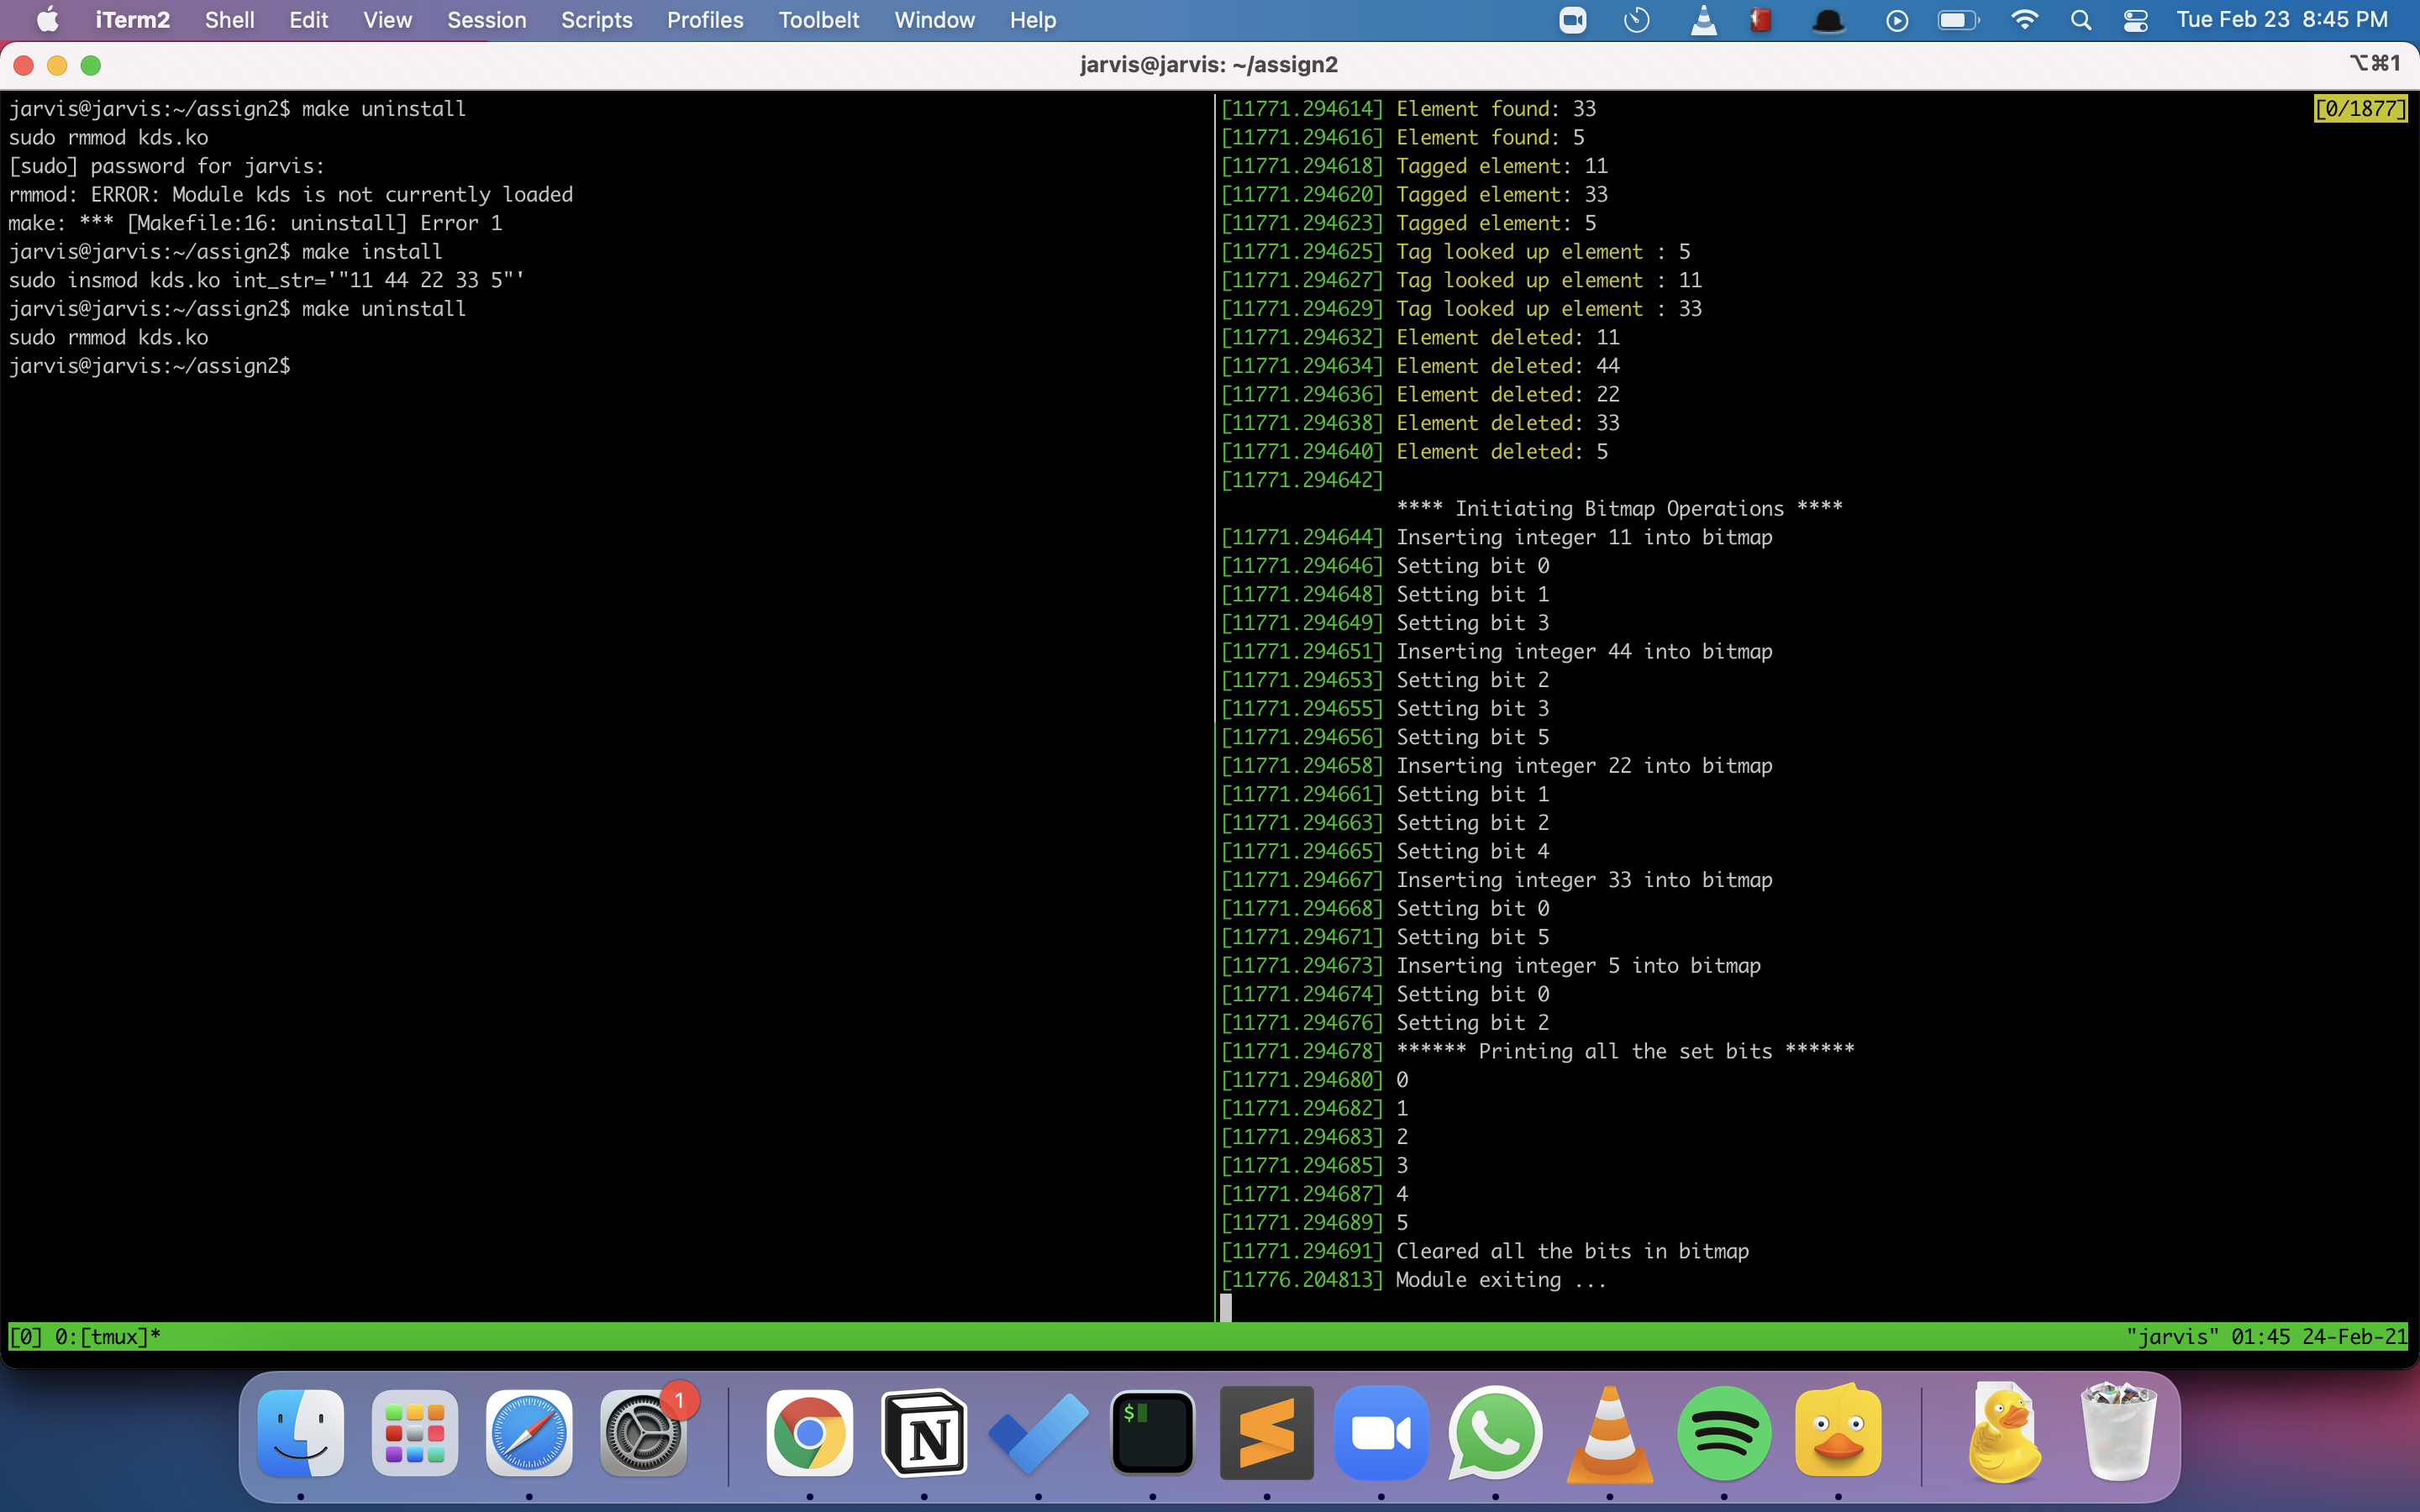 iTerm2 Shell Edit View Session Scripts Profiles Toolbelt Window Help Tue Feb 23 8:45 PM
jarvis@jarvis: ~/assign2 ⌥⌘1
jarvis@jarvis:~/assign2$ make uninstall
sudo rmmod kds.ko
[sudo] password for jarvis:
rmmod: ERROR: Module kds is not currently loaded
make: *** [Makefile:16: uninstall] Error 1
jarvis@jarvis:~/assign2$ make install
sudo insmod kds.ko int_str='"11 44 22 33 5"'
jarvis@jarvis:~/assign2$ make uninstall
sudo rmmod kds.ko
jarvis@jarvis:~/assign2$
[11771.294614] Element found: 33 [0/1877]
[11771.294616] Element found: 5
[11771.294618] Tagged element: 11
[11771.294620] Tagged element: 33
[11771.294623] Tagged element: 5
[11771.294625] Tag looked up element : 5
[11771.294627] Tag looked up element : 11
[11771.294629] Tag looked up element : 33
[11771.294632] Element deleted: 11
[11771.294634] Element deleted: 44
[11771.294636] Element deleted: 22
[11771.294638] Element deleted: 33
[11771.294640] Element deleted: 5
[11771.294642]
**** Initiating Bitmap Operations ****
[11771.294644] Inserting integer 11 into bitmap
[11771.294646] Setting bit 0
[11771.294648] Setting bit 1
[11771.294649] Setting bit 3
[11771.294651] Inserting integer 44 into bitmap
[11771.294653] Setting bit 2
[11771.294655] Setting bit 3
[11771.294656] Setting bit 5
[11771.294658] Inserting integer 22 into bitmap
[11771.294661] Setting bit 1
[11771.294663] Setting bit 2
[11771.294665] Setting bit 4
[11771.294667] Inserting integer 33 into bitmap
[11771.294668] Setting bit 0
[11771.294671] Setting bit 5
[11771.294673] Inserting integer 5 into bitmap
[11771.294674] Setting bit 0
[11771.294676] Setting bit 2
[11771.294678] ****** Printing all the set bits ******
[11771.294680] 0
[11771.294682] 1
[11771.294683] 2
[11771.294685] 3
[11771.294687] 4
[11771.294689] 5
[11771.294691] Cleared all the bits in bitmap
[11776.204813] Module exiting ...
[0] 0:[tmux]* "jarvis" 01:45 24-Feb-21
1
N
$